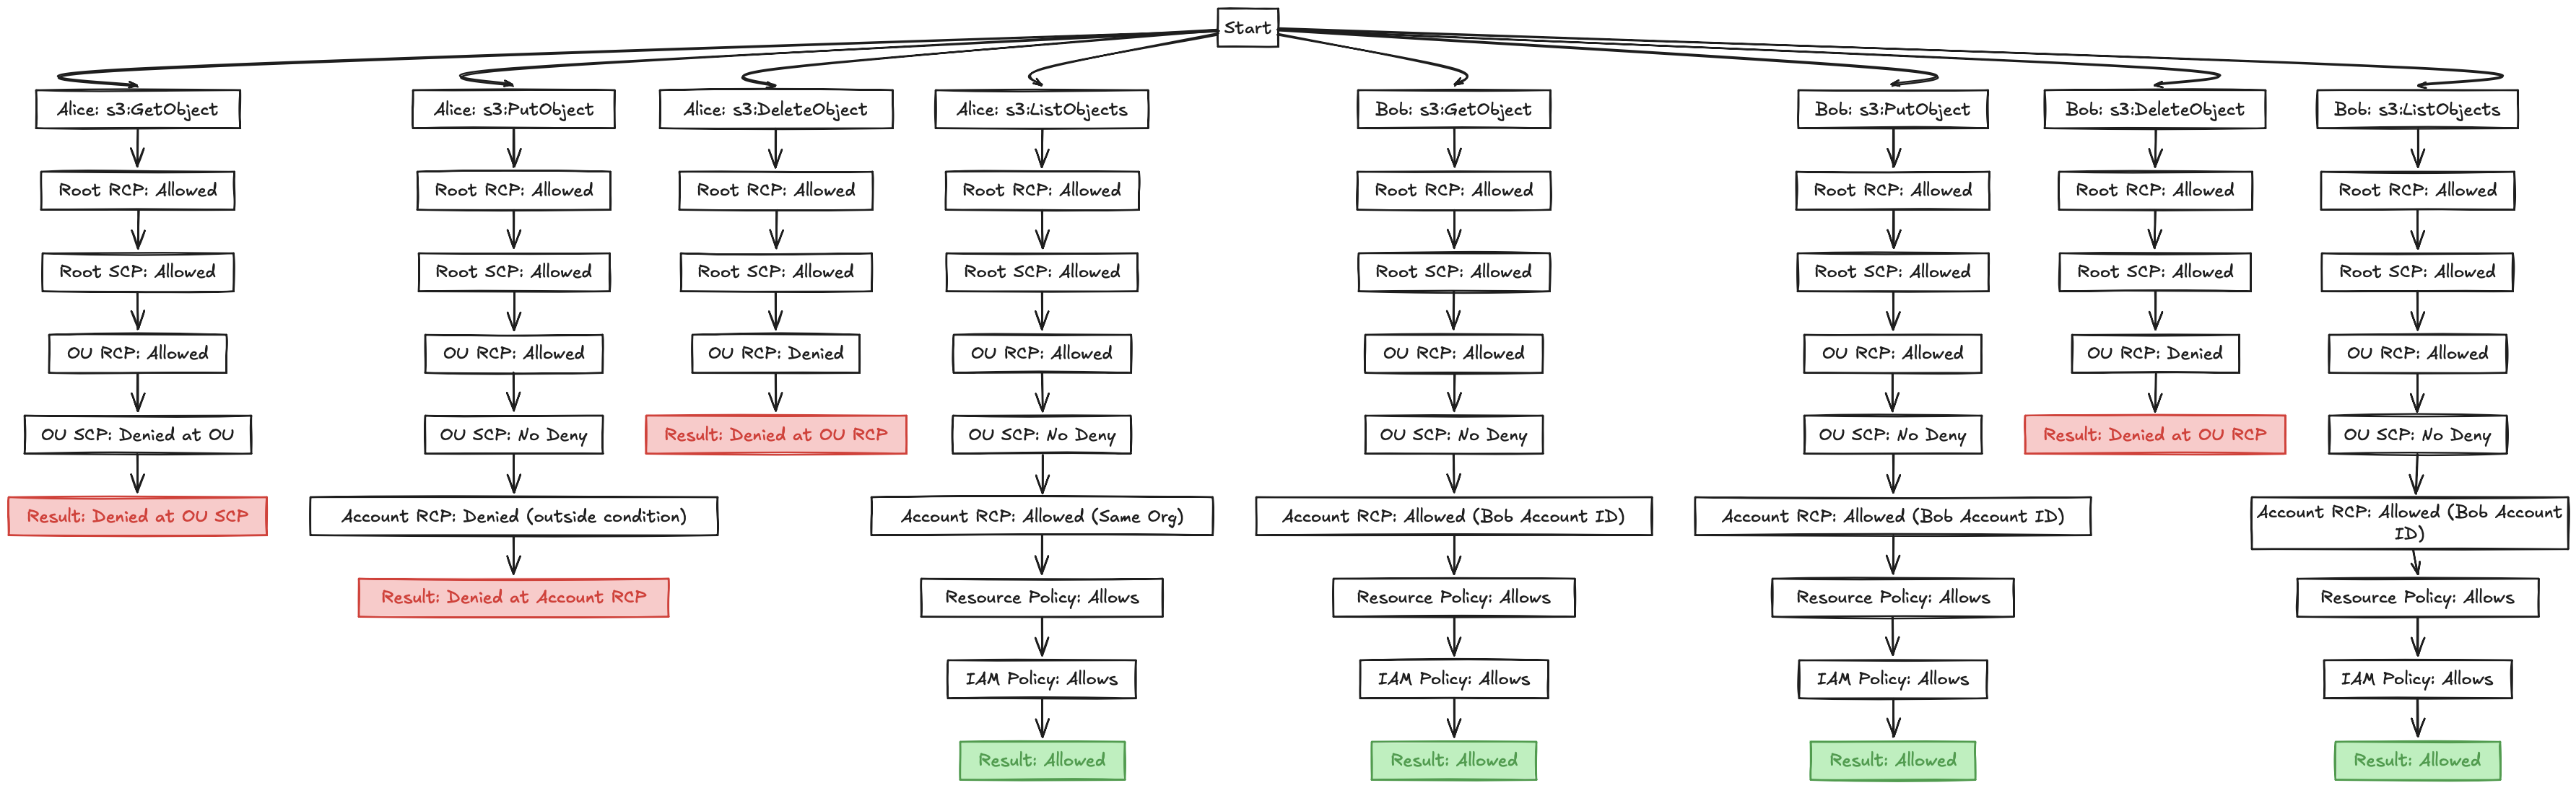 Start
Alice: s3:GetObject
Alice: s3:PutObject
Alice: s3:DeleteObject
Alice: s3:ListObjects
Bob: s3:GetObject
Bob: s3:PutObject
Bob: s3:DeleteObject
Bob: s3:ListObjects
Root RCP: Allowed
Root RCP: Allowed
Root RCP: Allowed
Root RCP: Allowed
Root RCP: Allowed
Root RCP: Allowed
Root RCP: Allowed
Root RCP: Allowed
Root SCP: Allowed
Root SCP: Allowed
Root SCP: Allowed
Root SCP: Allowed
Root SCP: Allowed
Root SCP: Allowed
Root SCP: Allowed
Root SCP: Allowed
OU RCP: Allowed
OU RCP: Allowed
OU RCP: Denied
OU RCP: Allowed
OU RCP: Allowed
OU RCP: Allowed
OU RCP: Denied
OU RCP: Allowed
OU SCP: Denied at OU
OU SCP: No Deny
Result: Denied at OU RCP
OU SCP: No Deny
OU SCP: No Deny
OU SCP: No Deny
Result: Denied at OU RCP
OU SCP: No Deny
Result: Denied at OU SCP
Account RCP: Denied (outside condition)
Account RCP: Allowed (Same Org)
Account RCP: Allowed (Bob Account ID)
Account RCP: Allowed (Bob Account ID)
Account RCP: Allowed (Bob Account
ID)
Result: Denied at Account RCP
Resource Policy: Allows
Resource Policy: Allows
Resource Policy: Allows
Resource Policy: Allows
IAM Policy: Allows
IAM Policy: Allows
IAM Policy: Allows
IAM Policy: Allows
Result: Allowed
Result: Allowed
Result: Allowed
Result: Allowed